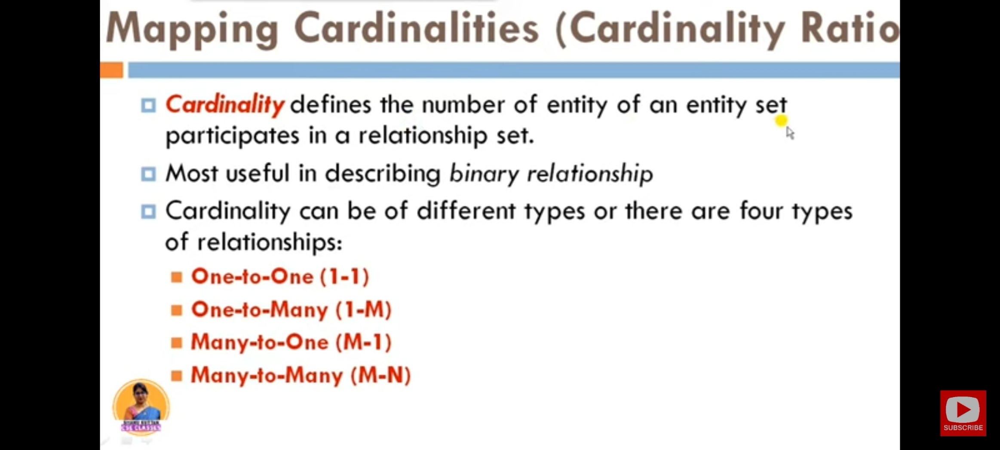 Mapping Cardinalities (Cardinality Ratio
Cardinality defines the number of entity of an entity set
participates in a relationship set.
Most useful in describing binary relationship
Cardinality can be of different types or there are four types
of relationships:
One-to-One (1-1)
One-to-Many (1-M)
Many-to-One (M-1)
Many-to-Many (M-N)
CSE CLASSES
SUBSCRIBE